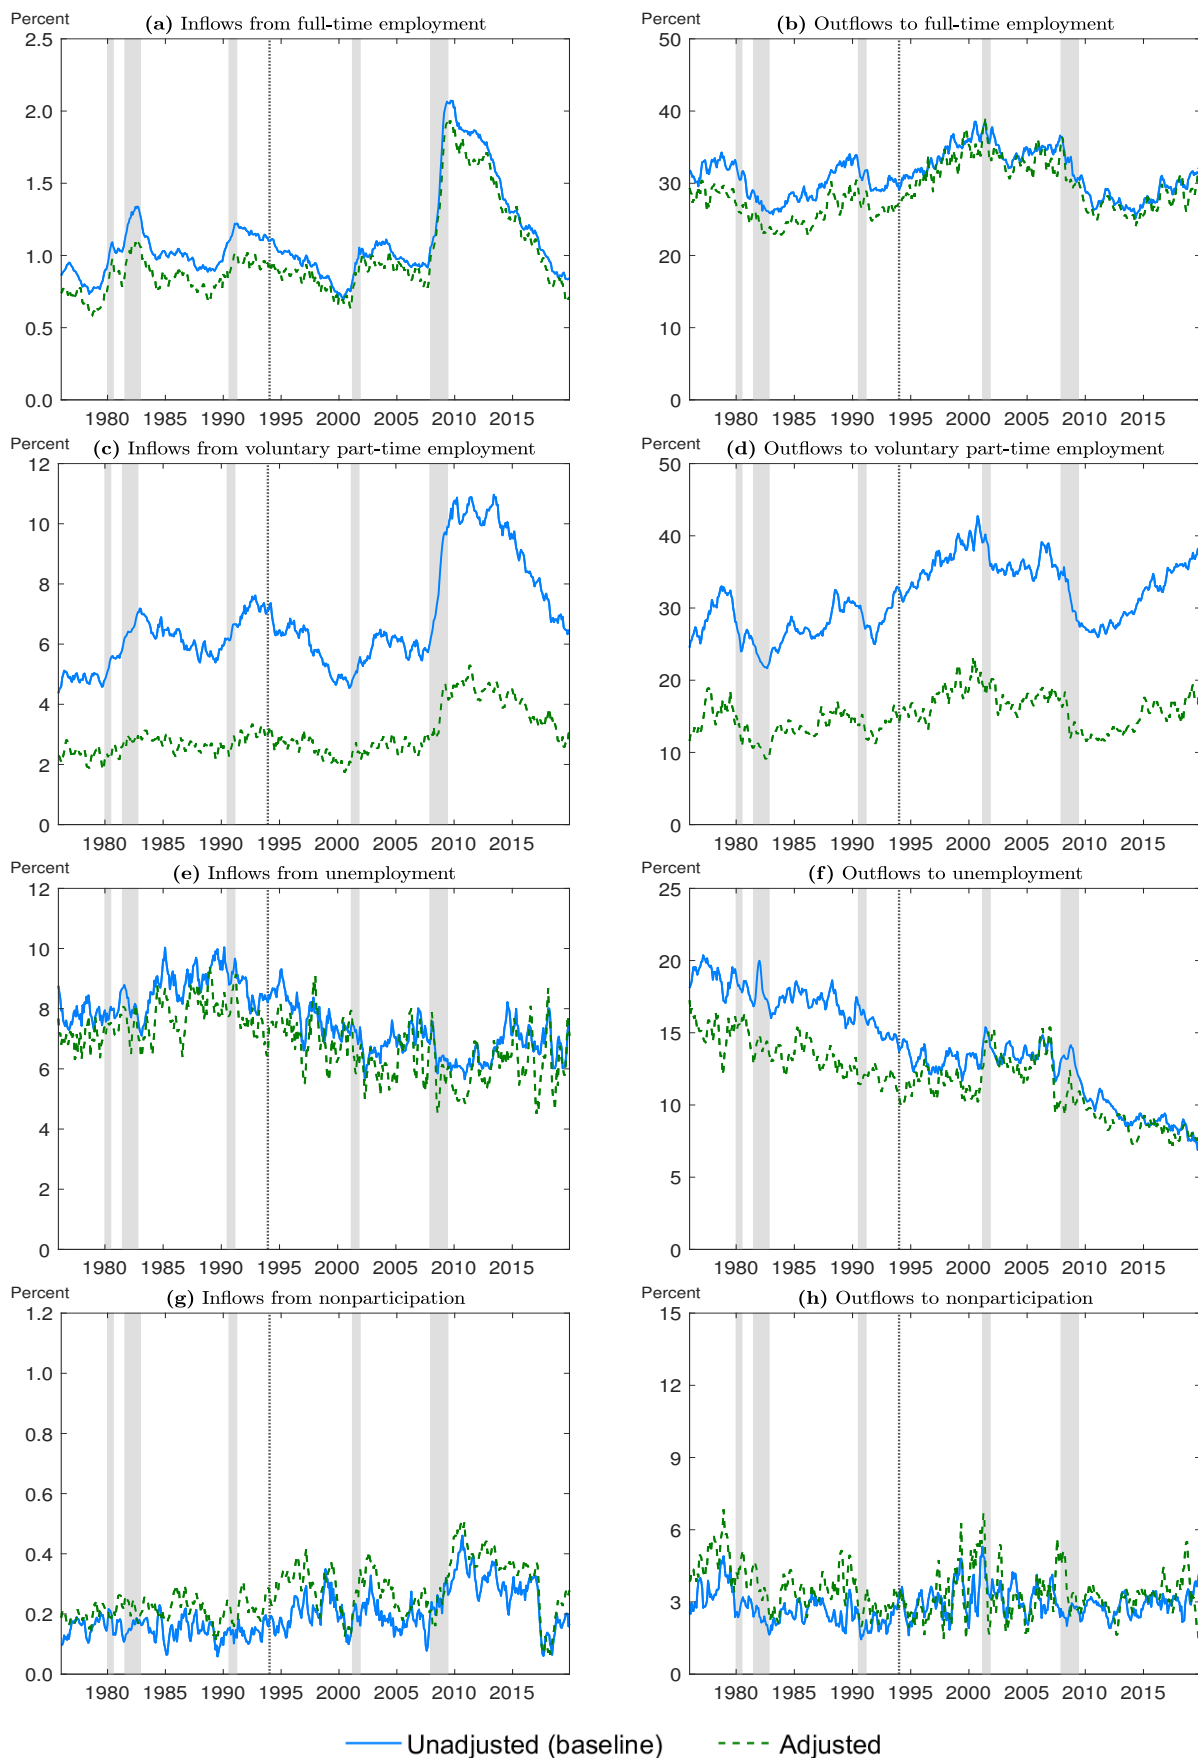 Percent
(a) Inflows from full-time employment
2.5
2.0
1.5
1.0
0.5
0.0
1980 1985 1990 1995 2000 2005 2010 2015
Percent
(b) Outflows to full-time employment
50
40
30
20
10
0
1980 1985 1990 1995 2000 2005 2010 2015
Percent
(c) Inflows from voluntary part-time employment
12
10
8
6
4
2
0
1980 1985 1990 1995 2000 2005 2010 2015
Percent
(d) Outflows to voluntary part-time employment
50
40
30
20
10
0
1980 1985 1990 1995 2000 2005 2010 2015
Percent
(e) Inflows from unemployment
12
10
8
6
4
2
0
1980 1985 1990 1995 2000 2005 2010 2015
Percent
(f) Outflows to unemployment
25
20
15
10
5
0
1980 1985 1990 1995 2000 2005 2010 2015
Percent
(g) Inflows from nonparticipation
1.2
1.0
0.8
0.6
0.4
0.2
0.0
1980 1985 1990 1995 2000 2005 2010 2015
Percent
(h) Outflows to nonparticipation
15
12
9
6
3
0
1980 1985 1990 1995 2000 2005 2010 2015
Unadjusted (baseline) Adjusted